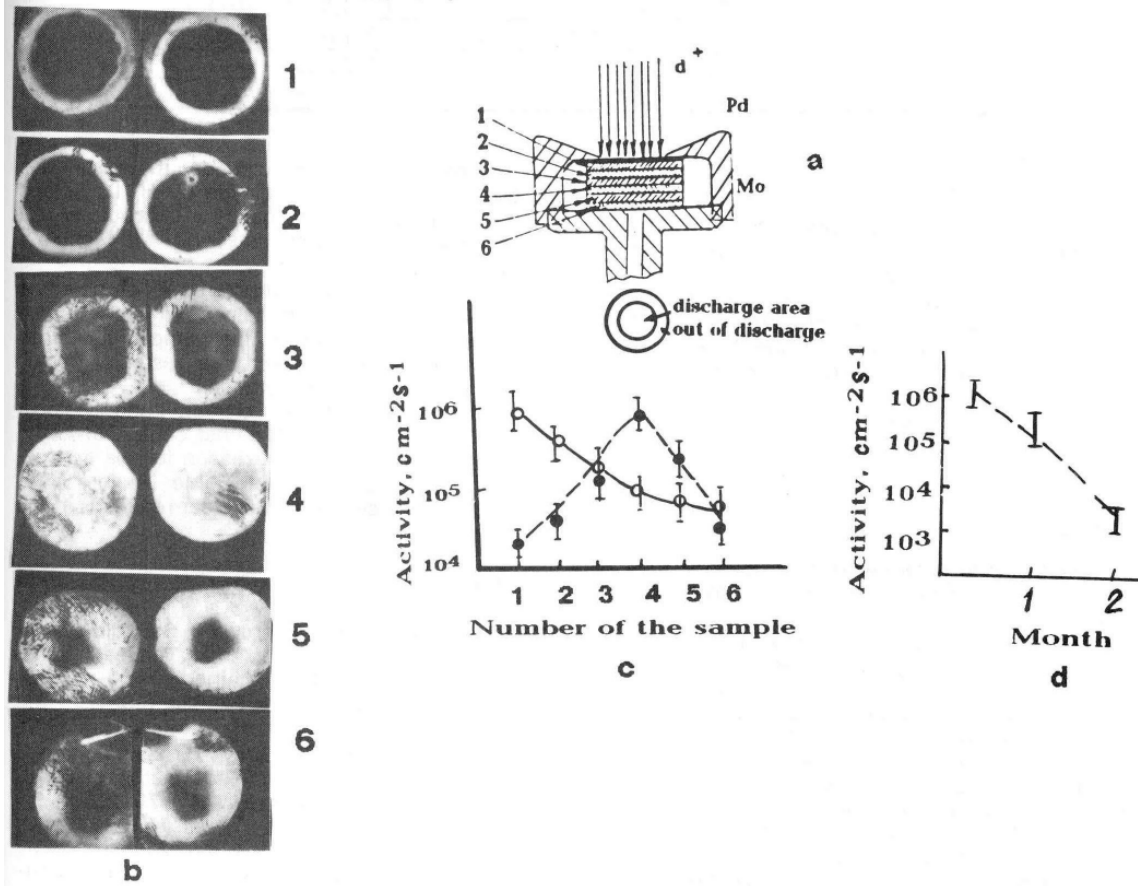 1
2
3
4
5
6
b
d +
Pd
1
2
3
4
5
6
a
Mo
discharge area
out of discharge
Activity, cm-2s-1
10⁶
10⁵
10⁴
1 2 3 4 5 6
Number of the sample
c
Activity, cm-2s-1
10⁶
10⁵
10⁴
10³
1 2
Month
d